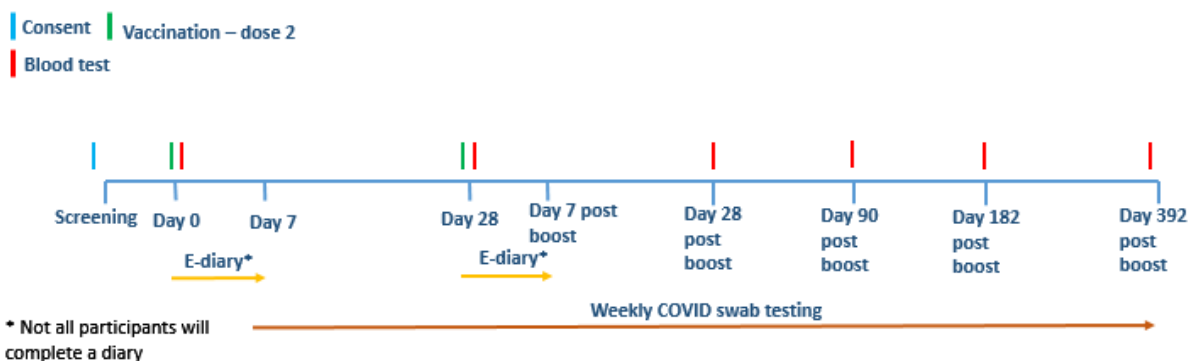 Consent
Vaccination – dose 2
Blood test
Screening
Day 0
Day 7
Day 28
Day 7 post
boost
Day 28
post
boost
Day 90
post
boost
Day 182
post
boost
Day 392
post
boost
E-diary*
E-diary*
Weekly COVID swab testing
* Not all participants will
complete a diary